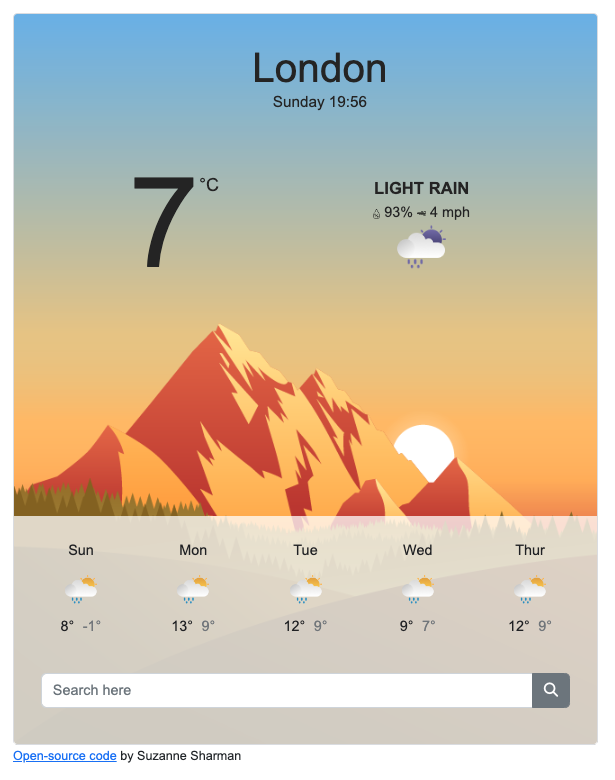 London
Sunday 19:56
7 °C
LIGHT RAIN
93% 4 mph
Sun Mon Tue Wed Thur
8° -1° 13° 9° 12° 9° 9° 7° 12° 9°
Search here
Open-source code by Suzanne Sharman